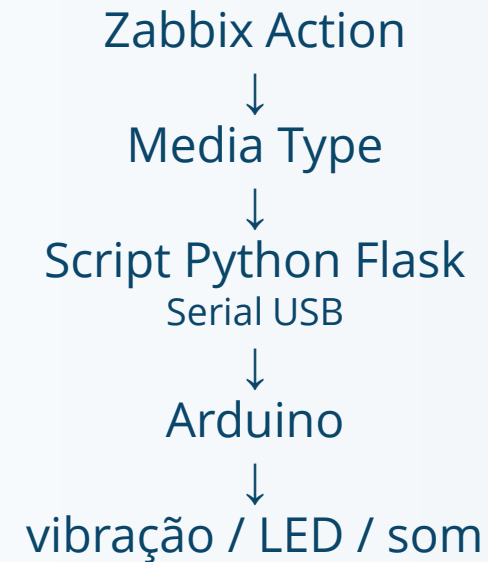 Zabbix Action
↓
Media Type
↓
Script Python Flask
Serial USB
↓
Arduino
↓
vibração / LED / som